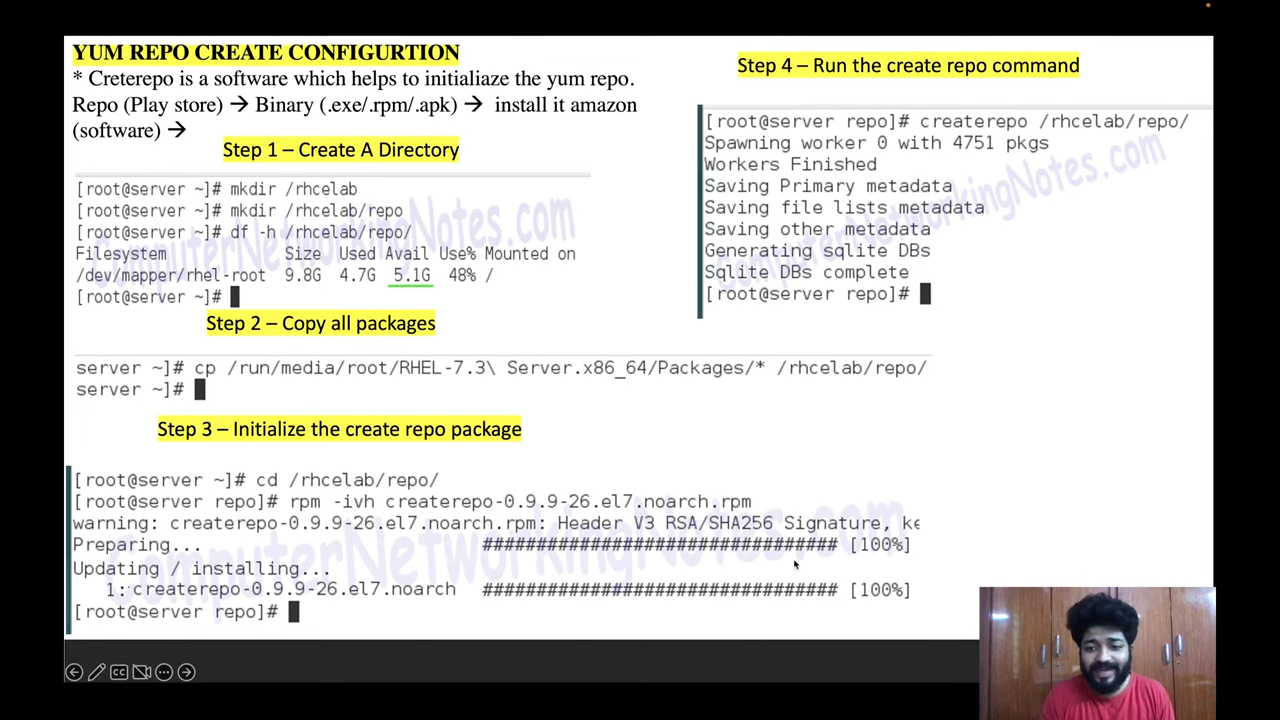 YUM REPO CREATE CONFIGURTION
* Creterepo is a software which helps to initialiaze the yum repo.
Repo (Play store) → Binary (.exe/.rpm/.apk) → install it amazon
(software) →
Step 1 – Create A Directory
[root@server ~]# mkdir /rhcelab
[root@server ~]# mkdir /rhcelab/repo
[root@server ~]# df -h /rhcelab/repo/
Filesystem Size Used Avail Use% Mounted on
/dev/mapper/rhel-root 9.8G 4.7G 5.1G 48% /
[root@server ~]#
ComputerNetworkingNotes.com
Step 2 – Copy all packages
server ~]# cp /run/media/root/RHEL-7.3\ Server.x86_64/Packages/* /rhcelab/repo/
server ~]#
Step 3 – Initialize the create repo package
[root@server ~]# cd /rhcelab/repo/
[root@server repo]# rpm -ivh createrepo-0.9.9-26.el7.noarch.rpm
warning: createrepo-0.9.9-26.el7.noarch.rpm: Header V3 RSA/SHA256 Signature, ke
Preparing... ################################# [100%]
Updating / installing...
1:createrepo-0.9.9-26.el7.noarch ################################# [100%]
[root@server repo]#
ComputerNetworkingNotes.com
Step 4 – Run the create repo command
[root@server repo]# createrepo /rhcelab/repo/
Spawning worker 0 with 4751 pkgs
Workers Finished
Saving Primary metadata
Saving file lists metadata
Saving other metadata
Generating sqlite DBs
Sqlite DBs complete
[root@server repo]#
ComputerNetworkingNotes.com
CC